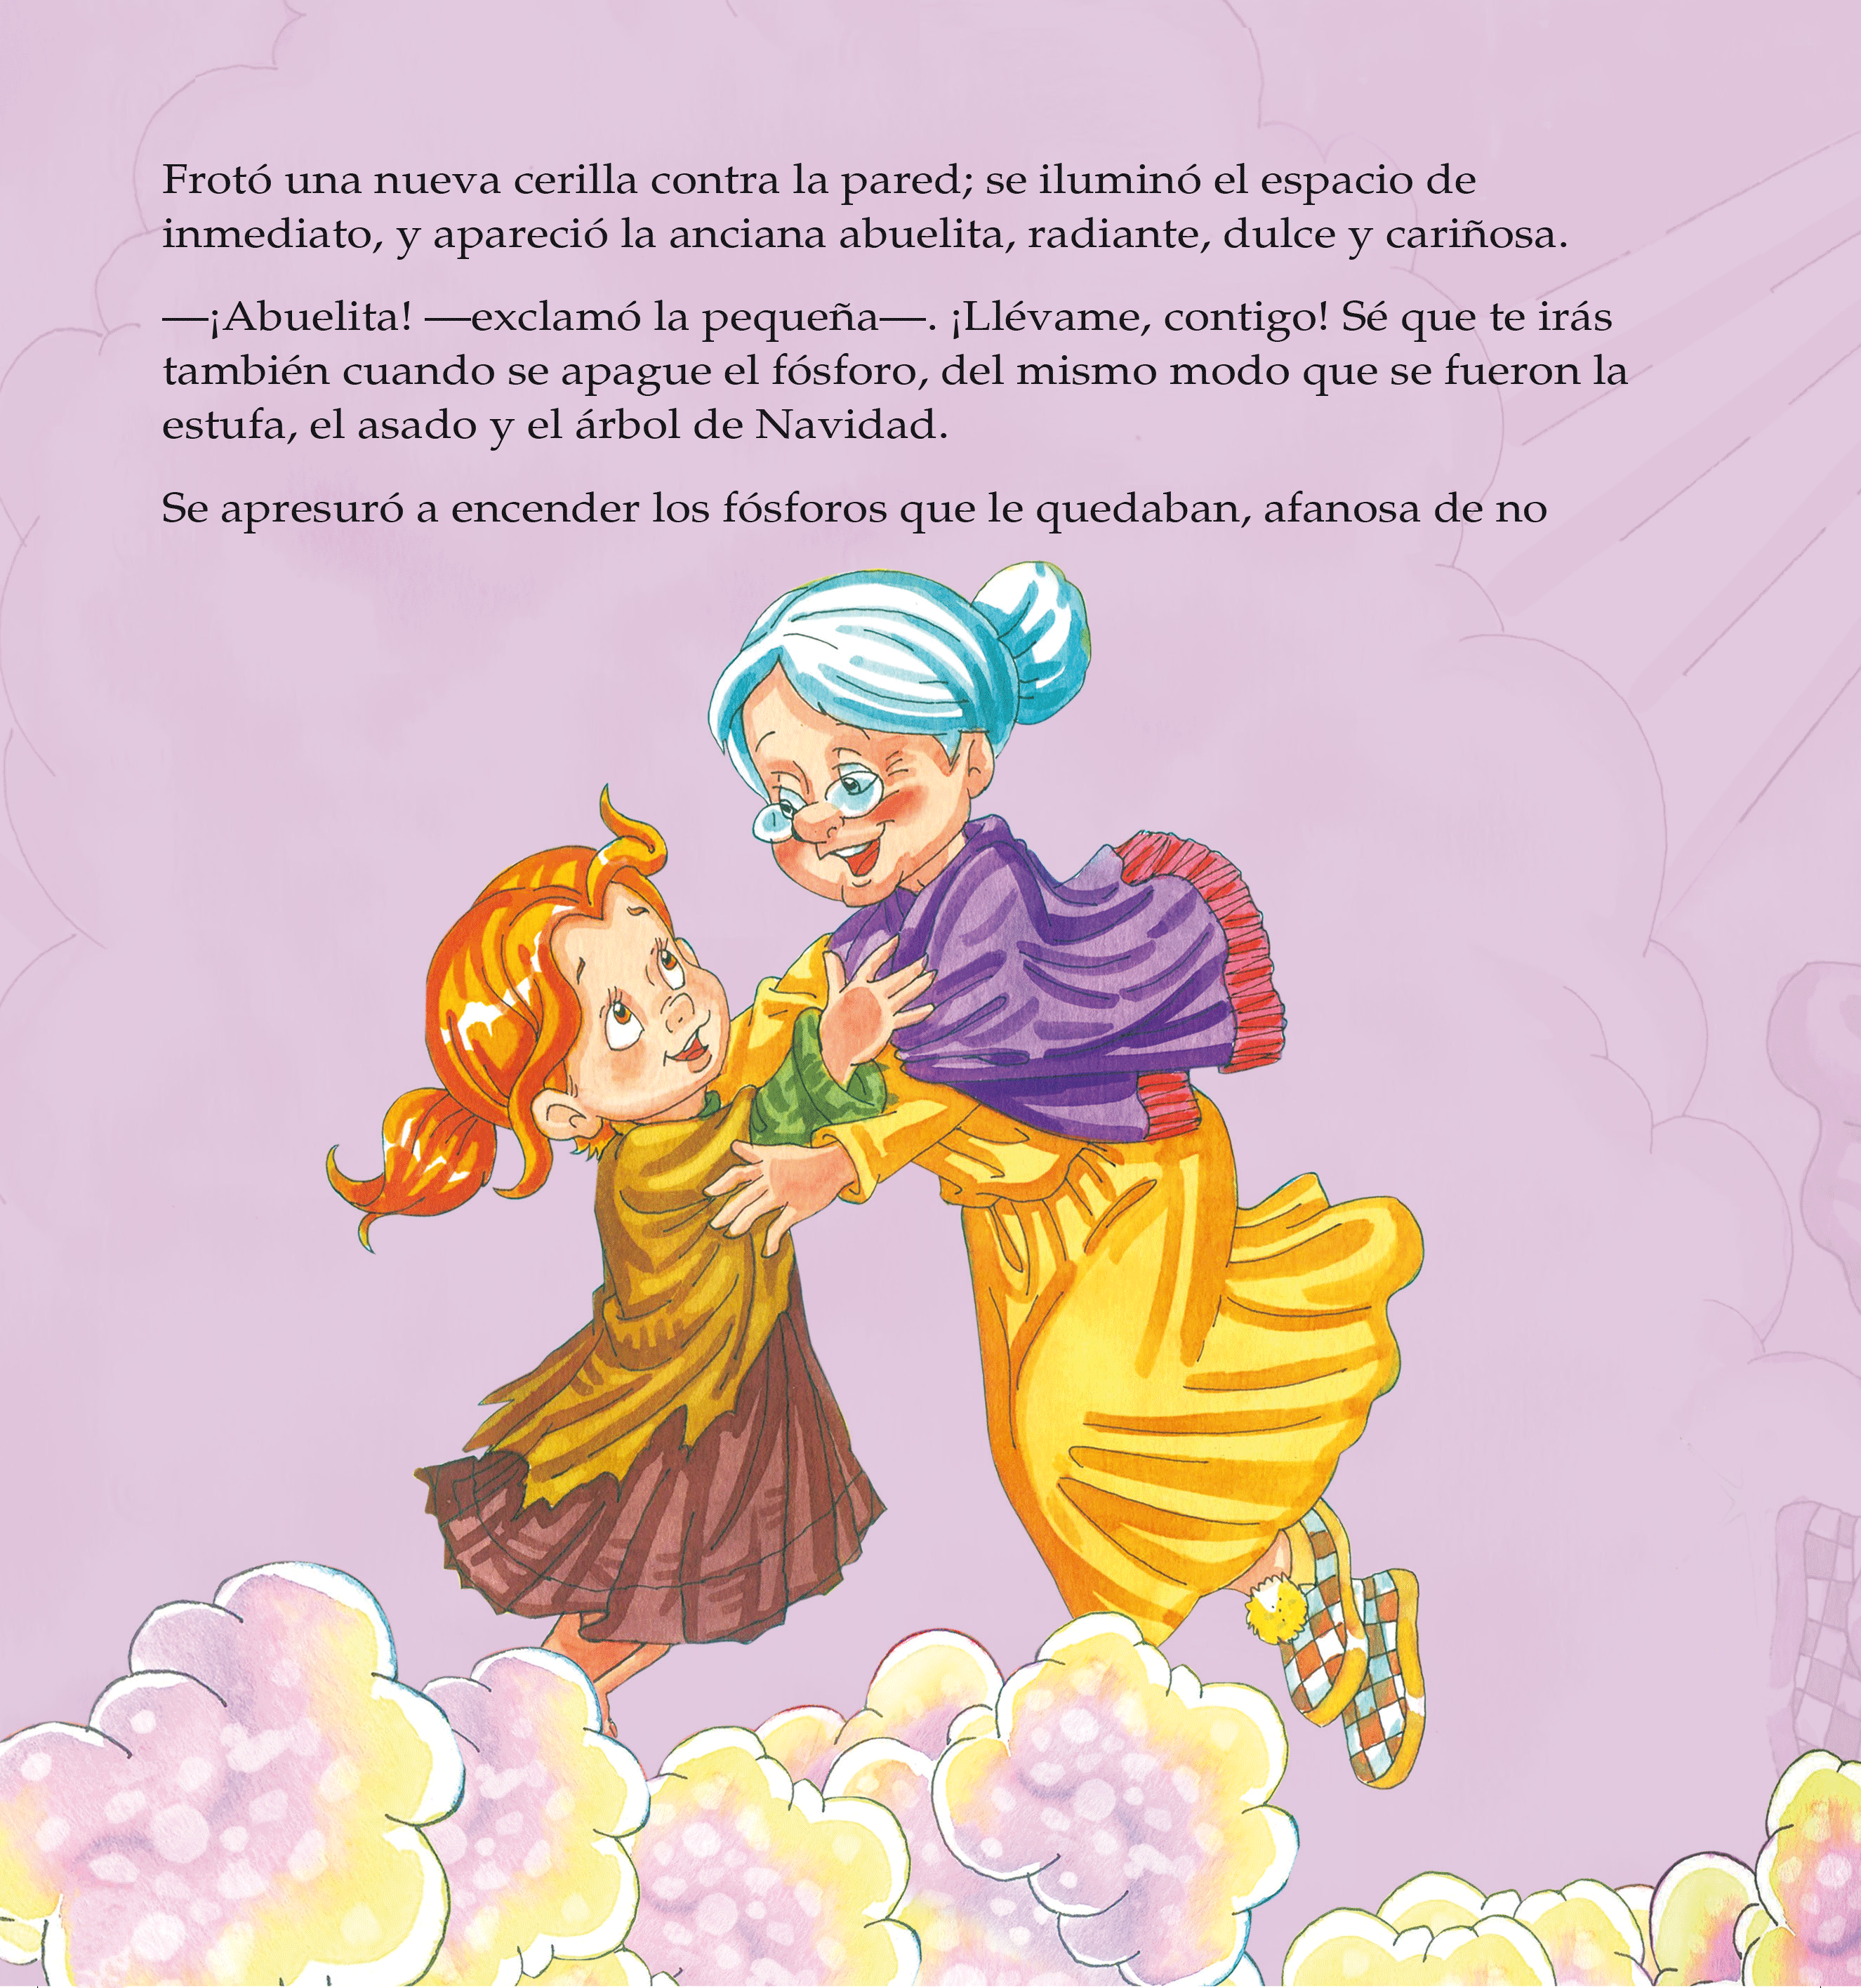 Frotó una nueva cerilla contra la pared; se iluminó el espacio de
inmediato, y apareció la anciana abuelita, radiante, dulce y cariñosa.
—¡Abuelita! —exclamó la pequeña—. ¡Llévame, contigo! Sé que te irás
también cuando se apague el fósforo, del mismo modo que se fueron la
estufa, el asado y el árbol de Navidad.
Se apresuró a encender los fósforos que le quedaban, afanosa de no